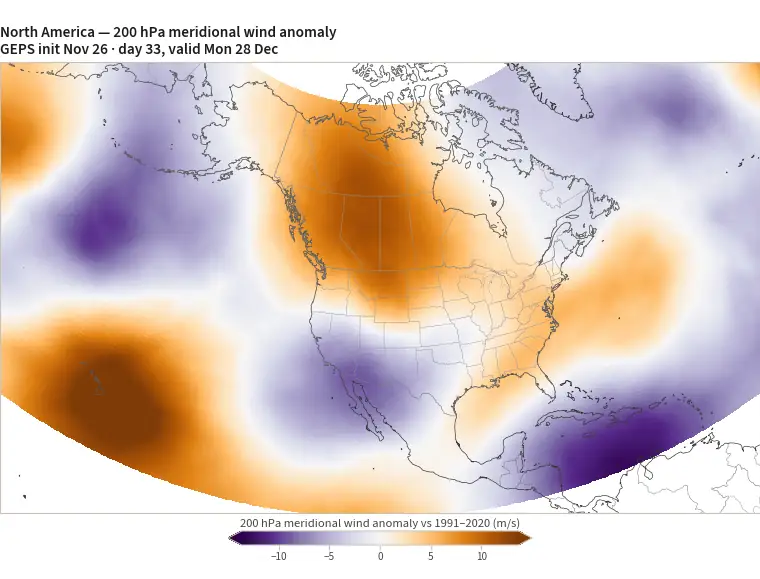 North America — 200 hPa meridional wind anomaly
GEPS init Nov 26 · day 33, valid Mon 28 Dec
200 hPa meridional wind anomaly vs 1991–2020 (m/s)
−10 −5 0 5 10